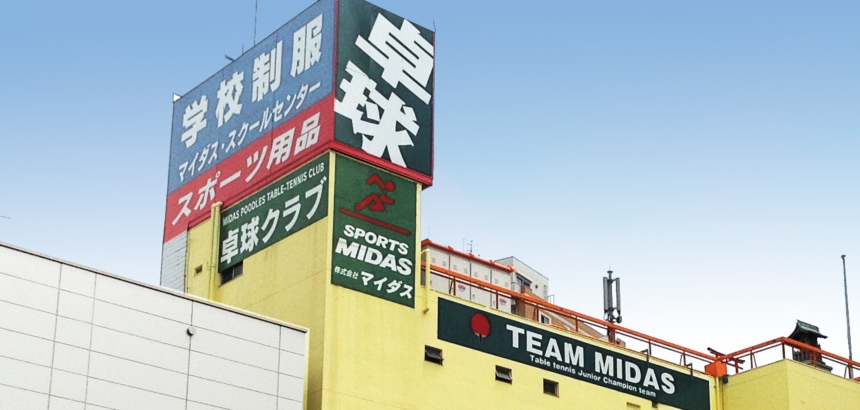 学校制服
マイダス・スクールセンター
スポーツ用品
卓球
MIDAS POODLES TABLE-TENNIS CLUB
卓球クラブ
SPORTS
MIDAS
株式会社マイダス
TEAM MIDAS
Table tennis Junior Champion team